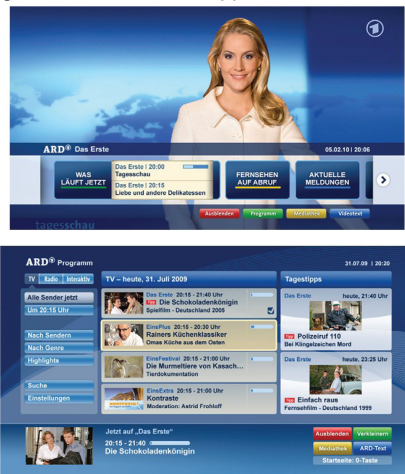 ARD Das Erste
05.02.10 | 20:06
WAS
LÄUFT JETZT
Das Erste | 20:00
Tagesschau
Das Erste | 20:15
Liebe und andere Delikatessen
FERNSEHEN
AUF ABRUF
AKTUELLE
MELDUNGEN
Ausblenden
Programm
Mediathek
Videotext
tagesschau
ARD Programm
31.07.09 | 20:20
TV
Radio
Interaktiv
TV – heute, 31. Juli 2009
Tagestipps
Alle Sender jetzt
Um 20:15 Uhr
Nach Sendern
Nach Genre
Highlights
Suche
Einstellungen
Das Erste 20:15 - 21:40 Uhr
Tipp Die Schokoladenkönigin
Spielfilm - Deutschland 2005
EinsPlus 20:15 - 20:30 Uhr
Rainers Küchenklassiker
Omas Küche aus dem Osten
EinsFestival 20:15 - 21:00 Uhr
Die Murmeltiere von Kasach...
Tierdokumentation
EinsExtra 20:15 - 21:00 Uhr
Kontraste
Moderation: Astrid Frohloff
Das Erste heute, 21:40 Uhr
Tipp Polizeiruf 110
Bei Klingelzeichen Mord
Das Erste heute, 23:25 Uhr
Tipp Einfach raus
Fernsehfilm - Deutschland 1999
Jetzt auf „Das Erste“
20:15 - 21:40
Die Schokoladenkönigin
Ausblenden
Verkleinern
Mediathek
ARD-Text
Startseite: 0-Taste